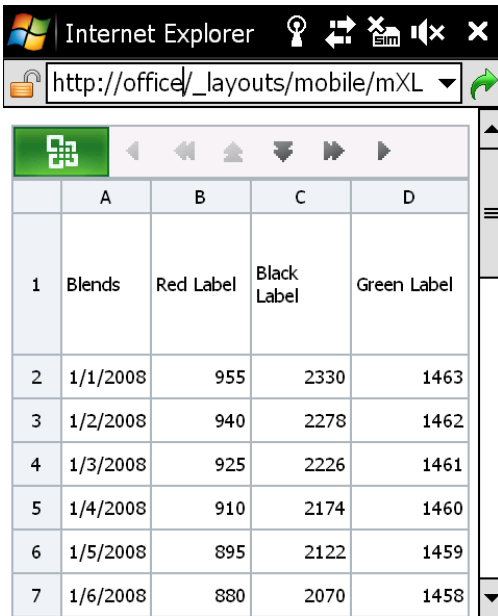 Internet Explorer
Sim
http://office/_layouts/mobile/mXL
A B C D
1 Blends Red Label Black Label Green Label
2 1/1/2008 955 2330 1463
3 1/2/2008 940 2278 1462
4 1/3/2008 925 2226 1461
5 1/4/2008 910 2174 1460
6 1/5/2008 895 2122 1459
7 1/6/2008 880 2070 1458